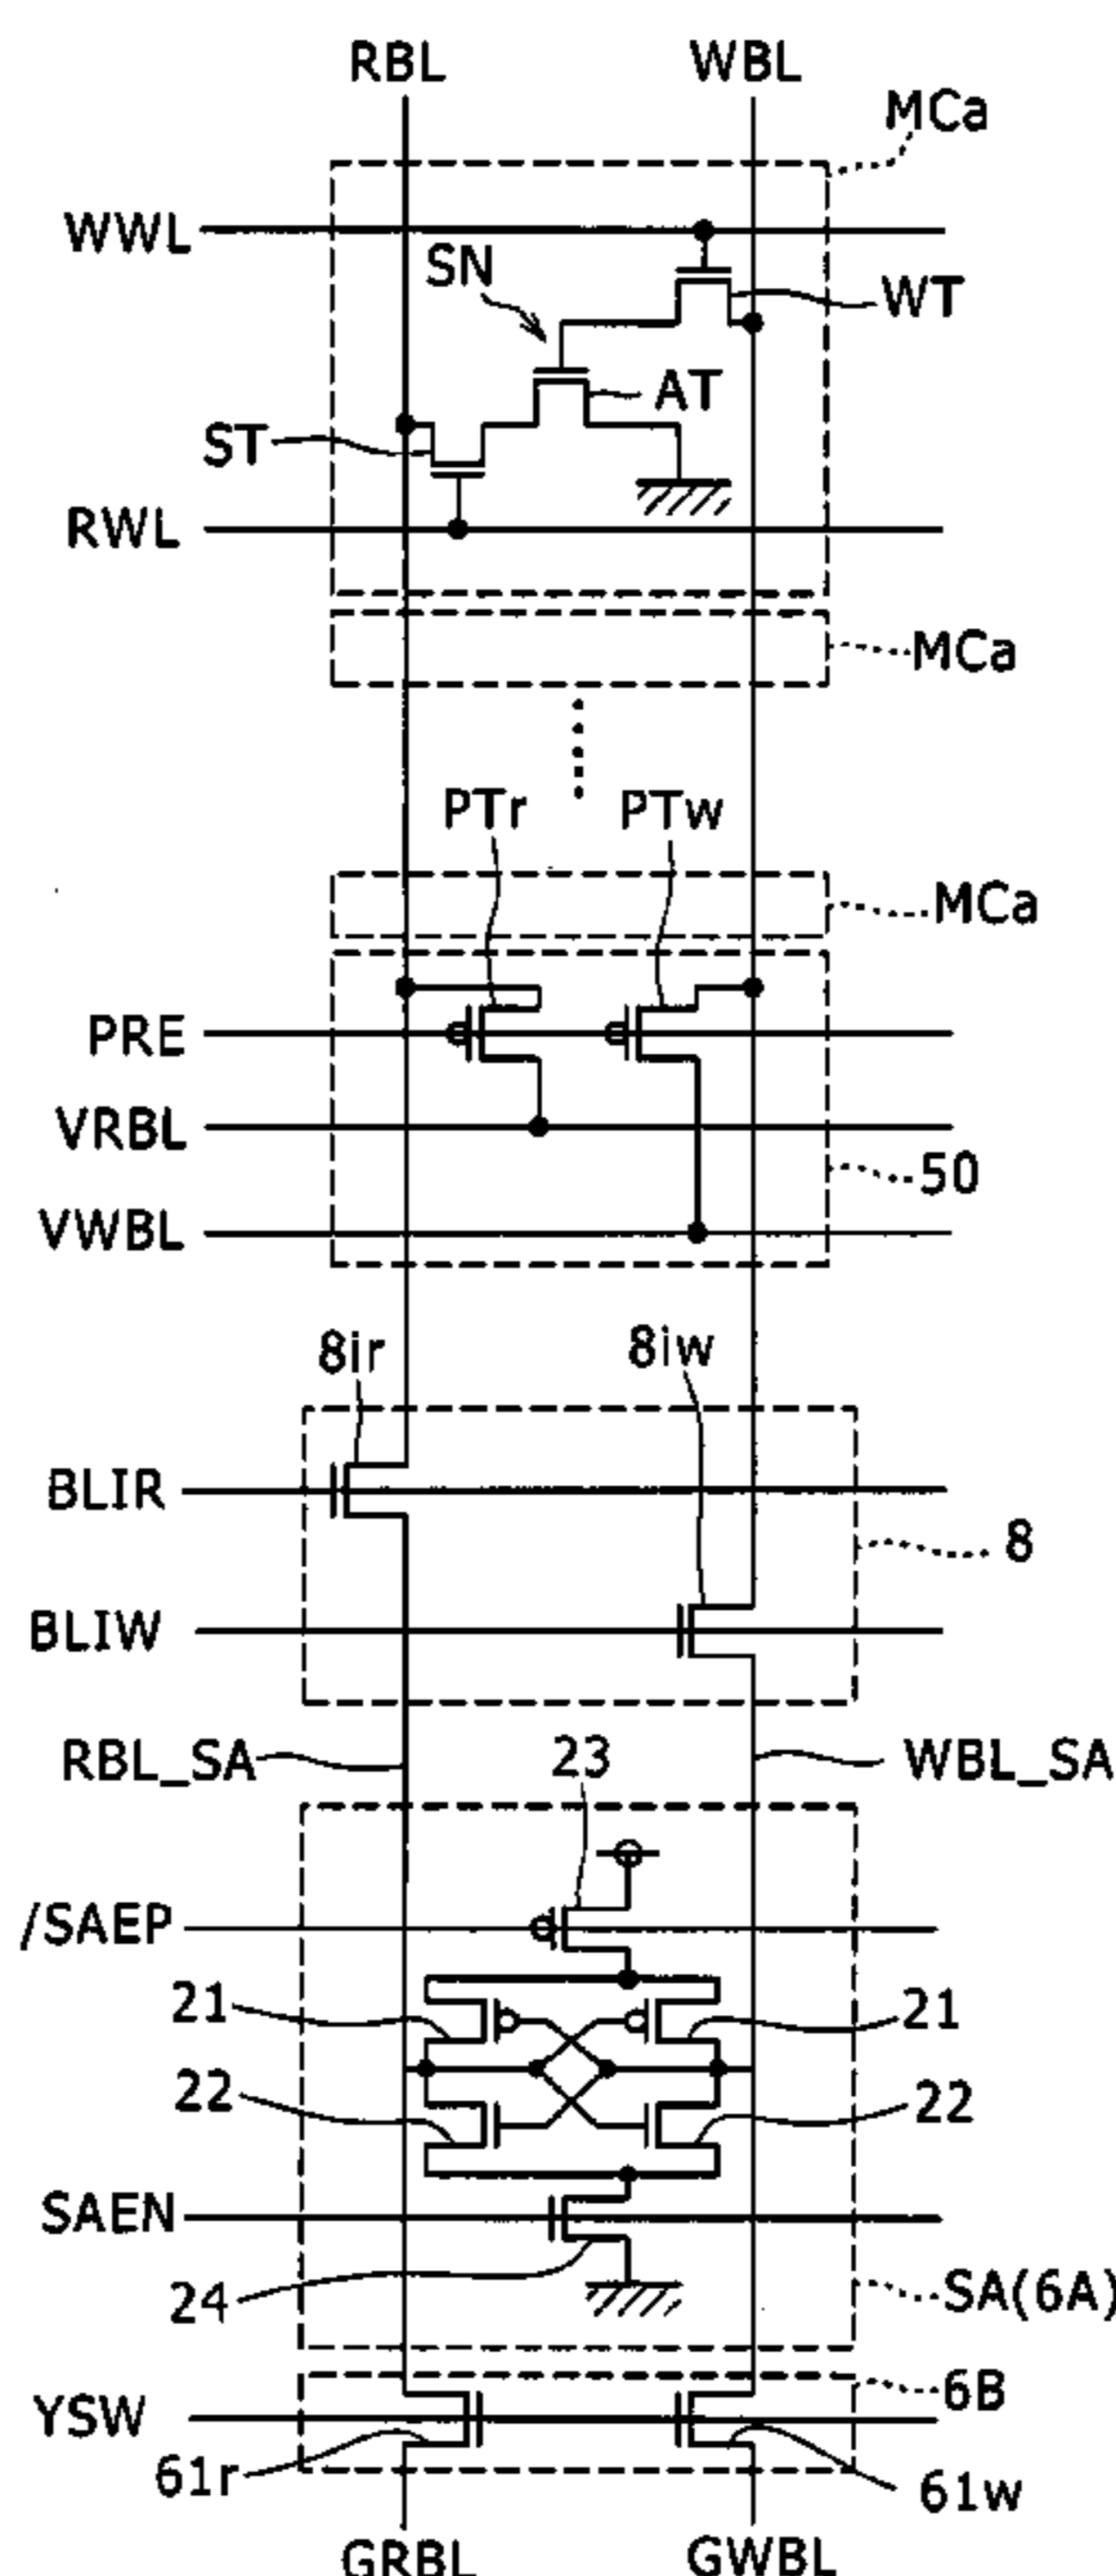 RBL WBL
MCa
WWL
SN
WT
AT
ST
RWL
MCa
PTr PTw
MCa
PRE
VRBL
50
VWBL
8ir 8iw
BLIR
8
BLIW
RBL_SA 23 WBL_SA
/SAEP
21 21
22 22
SAEN
24 SA(6A)
6B
YSW
61r 61w
GRBL GWBL